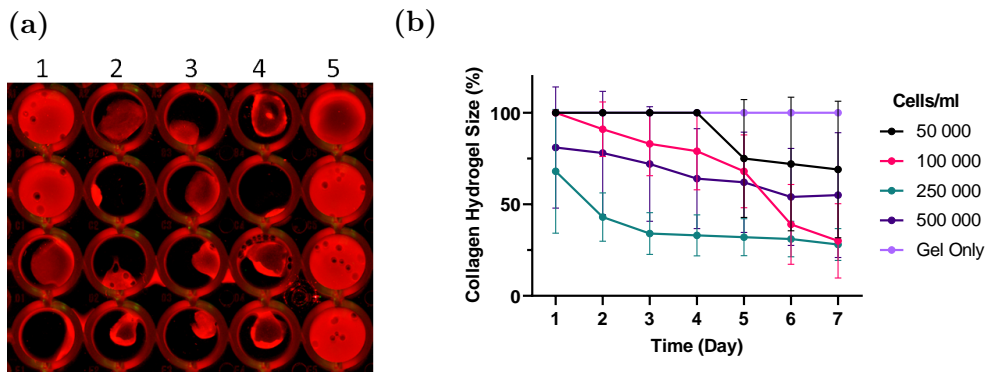 (a)
(b)
1 2 3 4 5
Collagen Hydrogel Size (%)
100
50
0
1 2 3 4 5 6 7
Time (Day)
Cells/ml
50 000
100 000
250 000
500 000
Gel Only